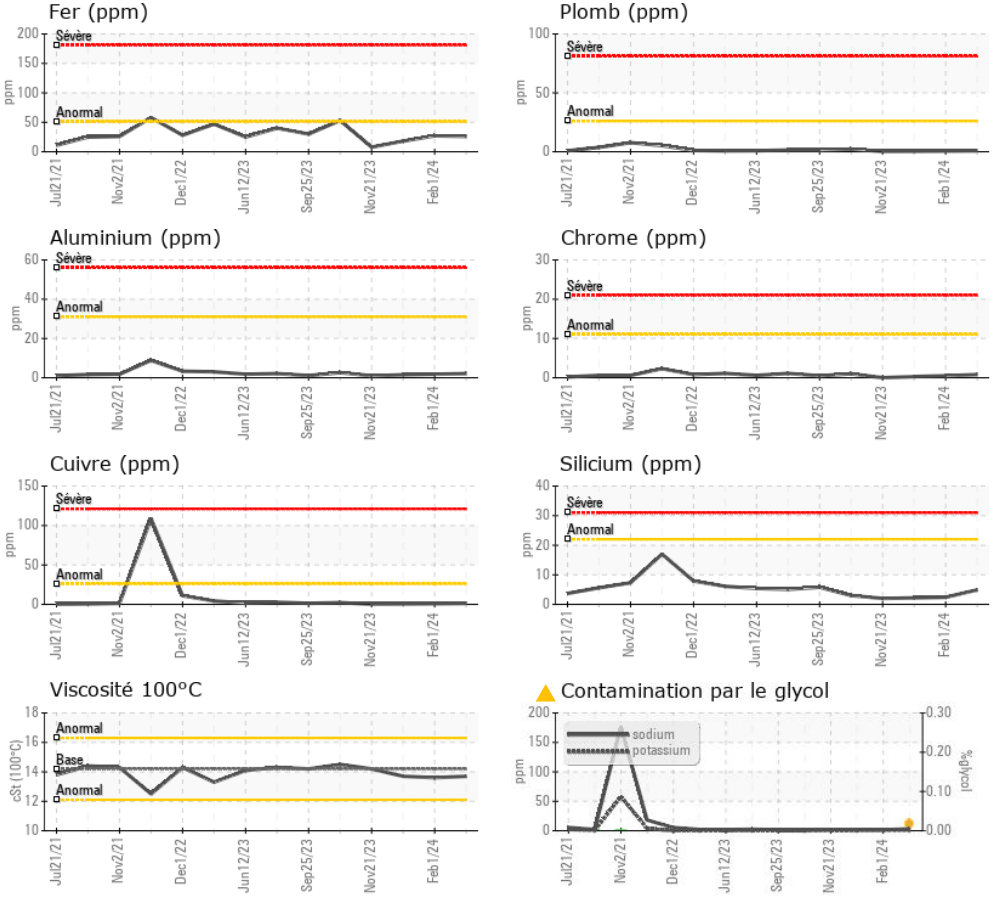 Fer (ppm)
200
150
100
50
0
ppm
Sévère
Anormal
Jul21/21
Nov2/21
Dec1/22
Jun12/23
Sep25/23
Nov21/23
Feb1/24
Plomb (ppm)
100
50
0
ppm
Sévère
Anormal
Jul21/21
Nov2/21
Dec1/22
Jun12/23
Sep25/23
Nov21/23
Feb1/24
Aluminium (ppm)
60
40
20
0
ppm
Sévère
Anormal
Jul21/21
Nov2/21
Dec1/22
Jun12/23
Sep25/23
Nov21/23
Feb1/24
Chrome (ppm)
30
20
10
0
ppm
Sévère
Anormal
Jul21/21
Nov2/21
Dec1/22
Jun12/23
Sep25/23
Nov21/23
Feb1/24
Cuivre (ppm)
150
100
50
0
ppm
Sévère
Anormal
Jul21/21
Nov2/21
Dec1/22
Jun12/23
Sep25/23
Nov21/23
Feb1/24
Silicium (ppm)
40
30
20
10
0
ppm
Sévère
Anormal
Jul21/21
Nov2/21
Dec1/22
Jun12/23
Sep25/23
Nov21/23
Feb1/24
Viscosité 100°C
18
16
14
12
10
cSt (100°C)
Anormal
Base
Anormal
Jul21/21
Nov2/21
Dec1/22
Jun12/23
Sep25/23
Nov21/23
Feb1/24
Contamination par le glycol
200
150
100
50
0
ppm
sodium
potassium
0.30
0.20
0.10
0.00
%glycol
Jul21/21
Nov2/21
Dec1/22
Jun12/23
Sep25/23
Nov21/23
Feb1/24